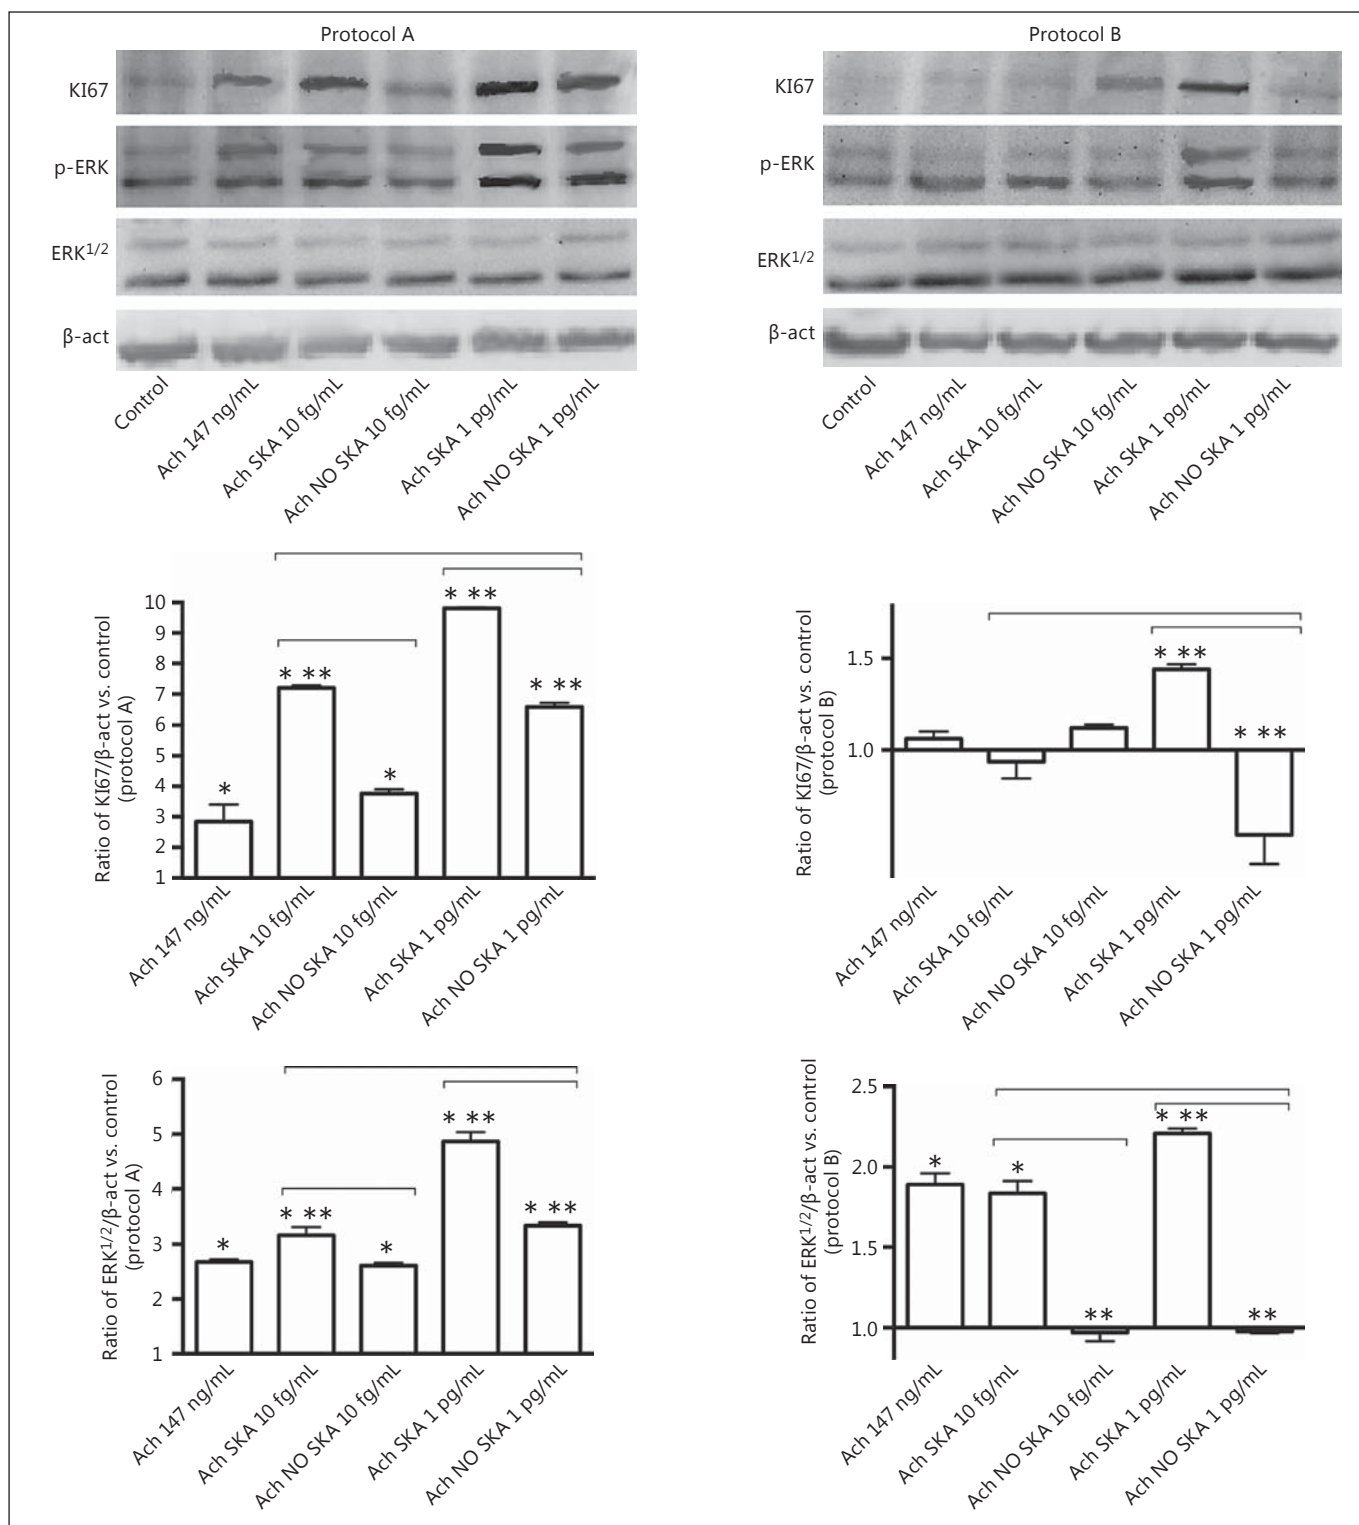 Protocol A
KI67
p-ERK
ERK1/2
β-act
Control
Ach 147 ng/mL
Ach SKA 10 fg/mL
Ach NO SKA 10 fg/mL
Ach SKA 1 pg/mL
Ach NO SKA 1 pg/mL
Protocol B
KI67
p-ERK
ERK1/2
β-act
Control
Ach 147 ng/mL
Ach SKA 10 fg/mL
Ach NO SKA 10 fg/mL
Ach SKA 1 pg/mL
Ach NO SKA 1 pg/mL
Ratio of KI67/β-act vs. control
(protocol A)
10
9
8
7
6
5
4
3
2
1
*
* **
*
* **
* **
Ach 147 ng/mL
Ach SKA 10 fg/mL
Ach NO SKA 10 fg/mL
Ach SKA 1 pg/mL
Ach NO SKA 1 pg/mL
Ratio of KI67/β-act vs. control
(protocol B)
1.5
1.0
* **
* **
Ach 147 ng/mL
Ach SKA 10 fg/mL
Ach NO SKA 10 fg/mL
Ach SKA 1 pg/mL
Ach NO SKA 1 pg/mL
Ratio of ERK1/2/β-act vs. control
(protocol A)
6
5
4
3
2
1
*
* **
*
* **
* **
Ach 147 ng/mL
Ach SKA 10 fg/mL
Ach NO SKA 10 fg/mL
Ach SKA 1 pg/mL
Ach NO SKA 1 pg/mL
Ratio of ERK1/2/β-act vs. control
(protocol B)
2.5
2.0
1.5
1.0
*
*
**
* **
**
Ach 147 ng/mL
Ach SKA 10 fg/mL
Ach NO SKA 10 fg/mL
Ach SKA 1 pg/mL
Ach NO SKA 1 pg/mL